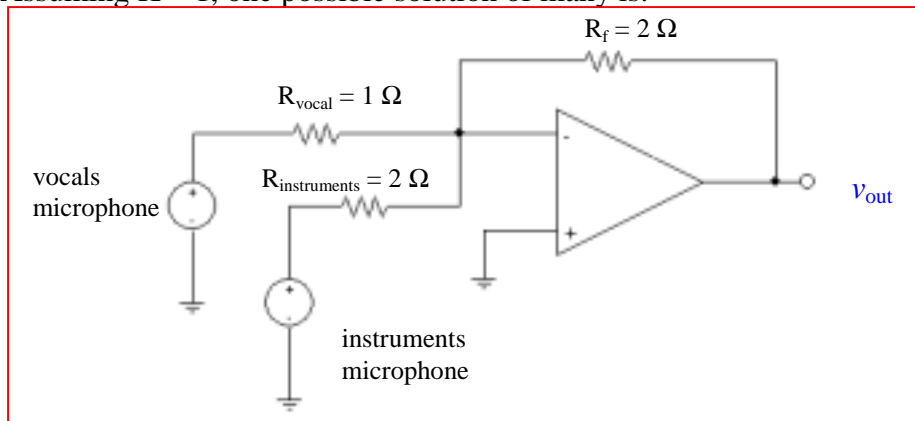 R_f = 2 Ω
R_vocal = 1 Ω
vocals
microphone
R_instruments = 2 Ω
v_out
instruments
microphone